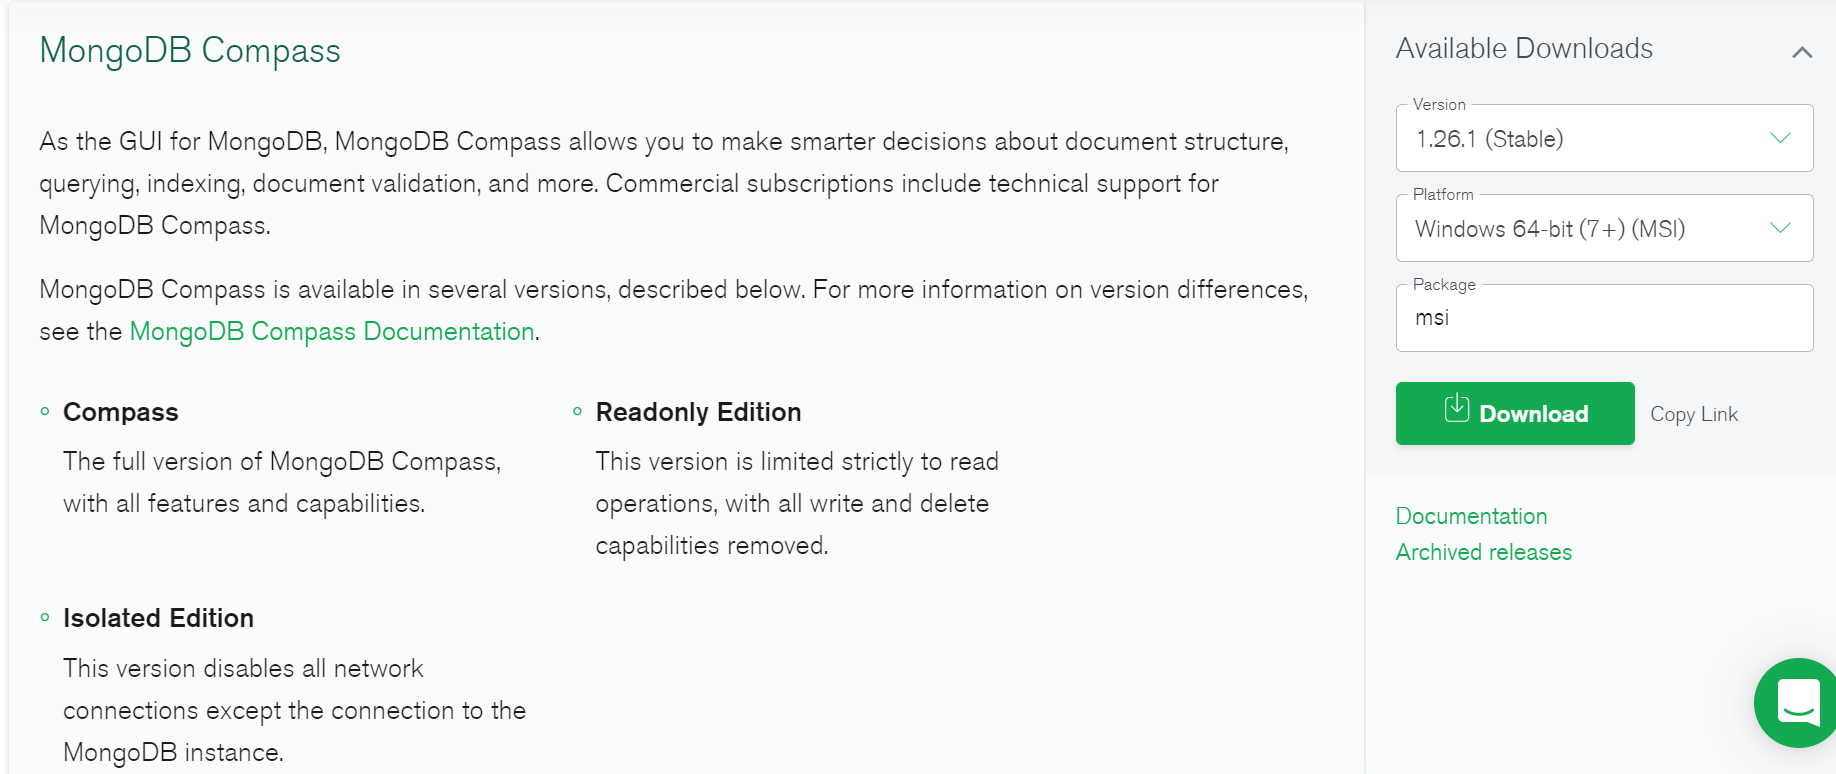 MongoDB Compass
As the GUI for MongoDB, MongoDB Compass allows you to make smarter decisions about document structure,
querying, indexing, document validation, and more. Commercial subscriptions include technical support for
MongoDB Compass.
MongoDB Compass is available in several versions, described below. For more information on version differences,
see the MongoDB Compass Documentation.
Compass
The full version of MongoDB Compass,
with all features and capabilities.
Readonly Edition
This version is limited strictly to read
operations, with all write and delete
capabilities removed.
Isolated Edition
This version disables all network
connections except the connection to the
MongoDB instance.
Available Downloads
Version
1.26.1 (Stable)
Platform
Windows 64-bit (7+) (MSI)
Package
msi
Download
Copy Link
Documentation
Archived releases